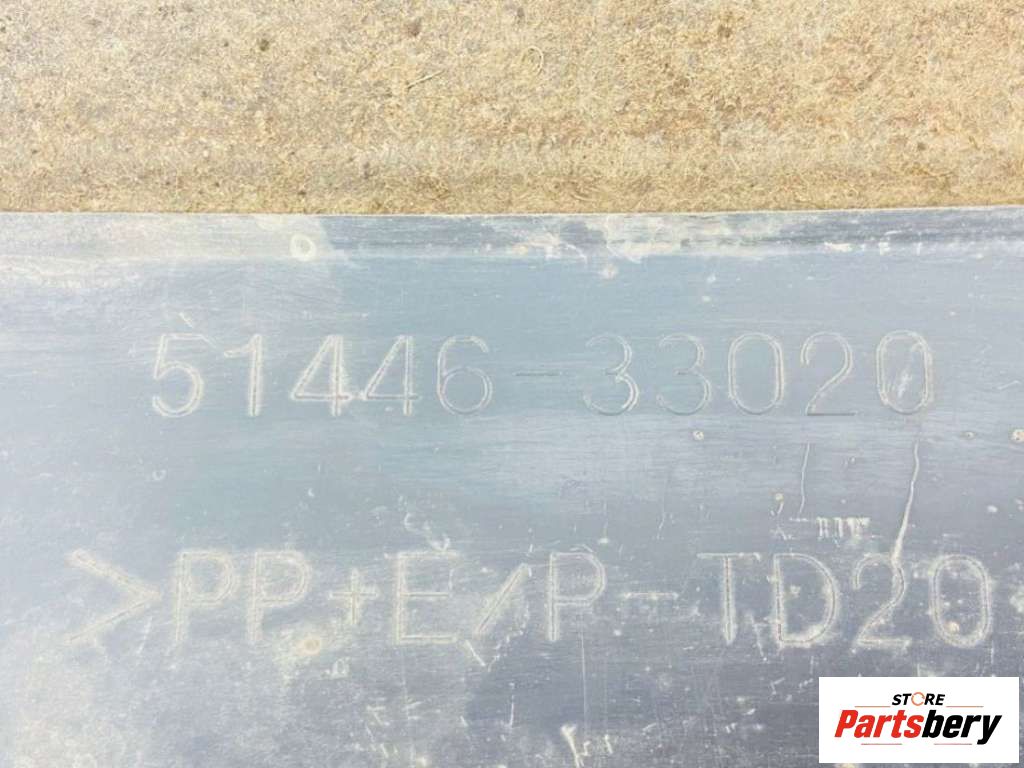 51446-33020
>PP+E/P-TD20
STORE
Partsbery